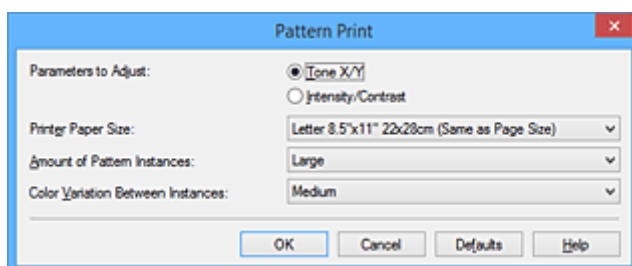 Pattern Print
Parameters to Adjust:
Tone X/Y
Intensity/Contrast
Printer Paper Size:
Letter 8.5"x11" 22x28cm (Same as Page Size)
Amount of Pattern Instances:
Large
Color Variation Between Instances:
Medium
OK Cancel Defaults Help